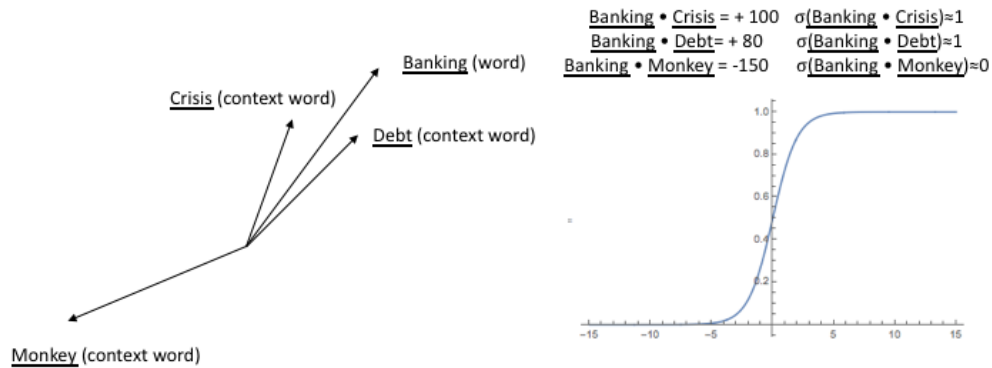 Banking • Crisis = + 100 σ(Banking • Crisis)≈1
Banking • Debt= + 80 σ(Banking • Debt)≈1
Banking • Monkey = -150 σ(Banking • Monkey)≈0
Banking (word)
Crisis (context word)
Debt (context word)
Monkey (context word)
1.0
0.8
0.6
0.4
0.2
-15 -10 -5 0 5 10 15